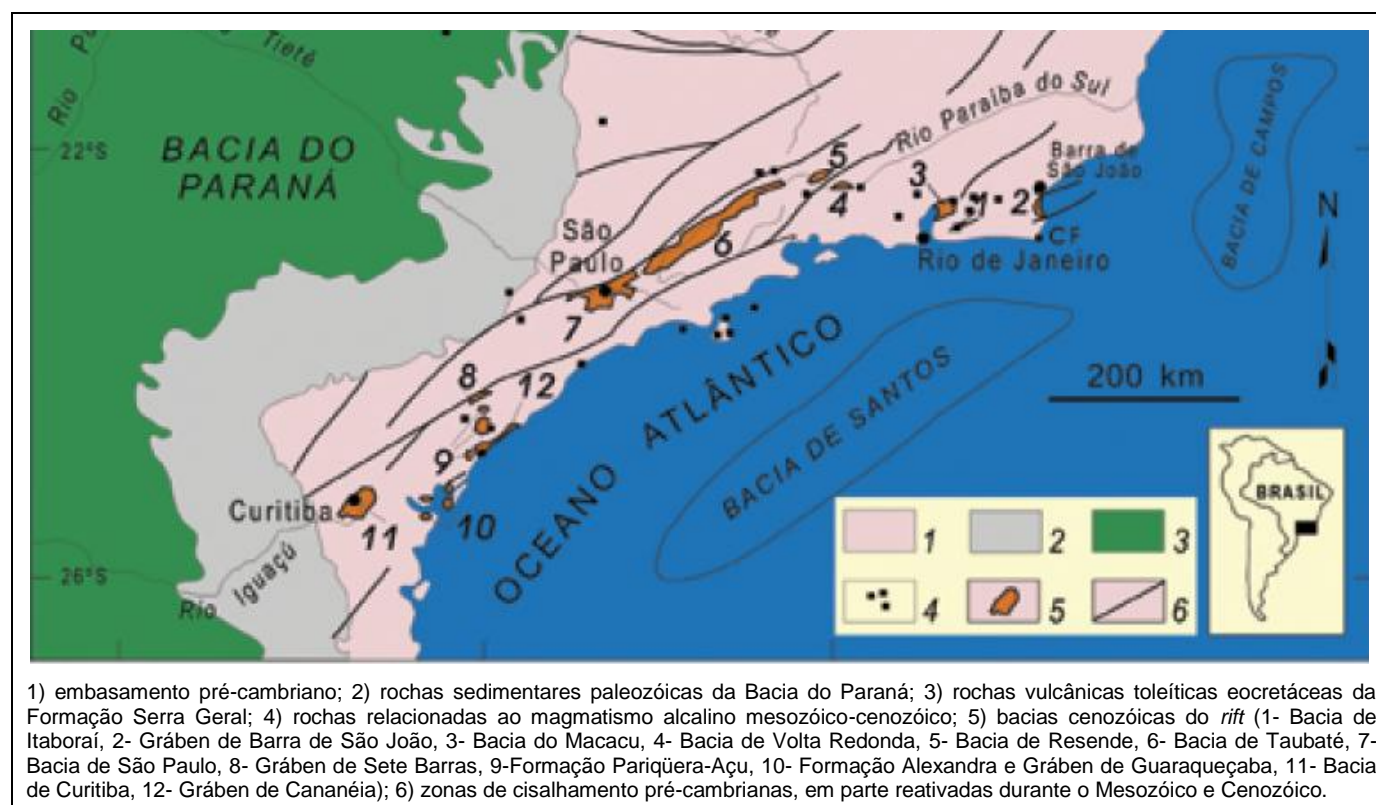 Tietê
Rio
Rio Paraíba do Sul
22°S
BACIA DO
PARANÁ
5
3
Barra de
São João
4
1
2
BACIA DE CAMPOS
N
São
Paulo
6
CF
Rio de Janeiro
7
OCEANO ATLÂNTICO
BACIA DE SANTOS
200 km
8
12
9
Curitiba
11
10
BRASIL
1
2
3
26°S
Rio
Iguaçú
4
5
6
1) embasamento pré-cambriano; 2) rochas sedimentares paleozóicas da Bacia do Paraná; 3) rochas vulcânicas toleíticas eocretáceas da
Formação Serra Geral; 4) rochas relacionadas ao magmatismo alcalino mesozóico-cenozóico; 5) bacias cenozóicas do rift (1- Bacia de
Itaboraí, 2- Gráben de Barra de São João, 3- Bacia do Macacu, 4- Bacia de Volta Redonda, 5- Bacia de Resende, 6- Bacia de Taubaté, 7-
Bacia de São Paulo, 8- Gráben de Sete Barras, 9-Formação Pariqüera-Açu, 10- Formação Alexandra e Gráben de Guaraqueçaba, 11- Bacia
de Curitiba, 12- Gráben de Cananéia); 6) zonas de cisalhamento pré-cambrianas, em parte reativadas durante o Mesozóico e Cenozóico.